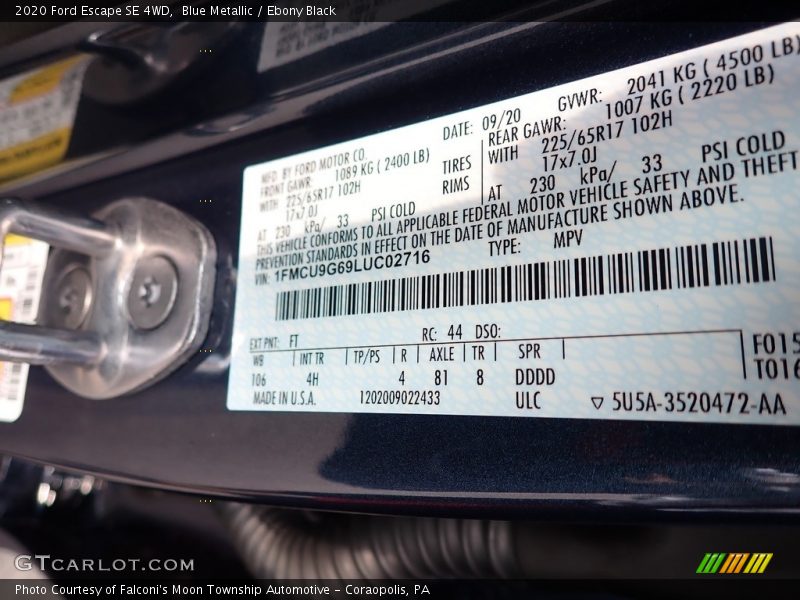 2020 Ford Escape SE 4WD,  Blue Metallic / Ebony Black
MFD. BY FORD MOTOR CO.
DATE: 09/20
GVWR: 2041 KG ( 4500 LB)
FRONT GAWR: 1089 KG ( 2400 LB)
REAR GAWR: 1007 KG ( 2220 LB)
WITH 225/65R17 102H TIRES
WITH 225/65R17 102H
17x7.0J RIMS
17x7.0J
AT 230 kPa/ 33 PSI COLD
AT 230 kPa/ 33 PSI COLD
THIS VEHICLE CONFORMS TO ALL APPLICABLE FEDERAL MOTOR VEHICLE SAFETY AND THEFT
PREVENTION STANDARDS IN EFFECT ON THE DATE OF MANUFACTURE SHOWN ABOVE.
VIN: 1FMCU9G69LUC02716
TYPE: MPV
EXT PNT: FT RC: 44 DSO:
WB INT TR TP/PS R AXLE TR SPR
F015
T016
106 4H 4 81 8 DDDD
MADE IN U.S.A. 1202009022433 ULC ▽ 5U5A-3520472-AA
GTCARLOT.COM
Photo Courtesy of Falconi's Moon Township Automotive – Coraopolis, PA